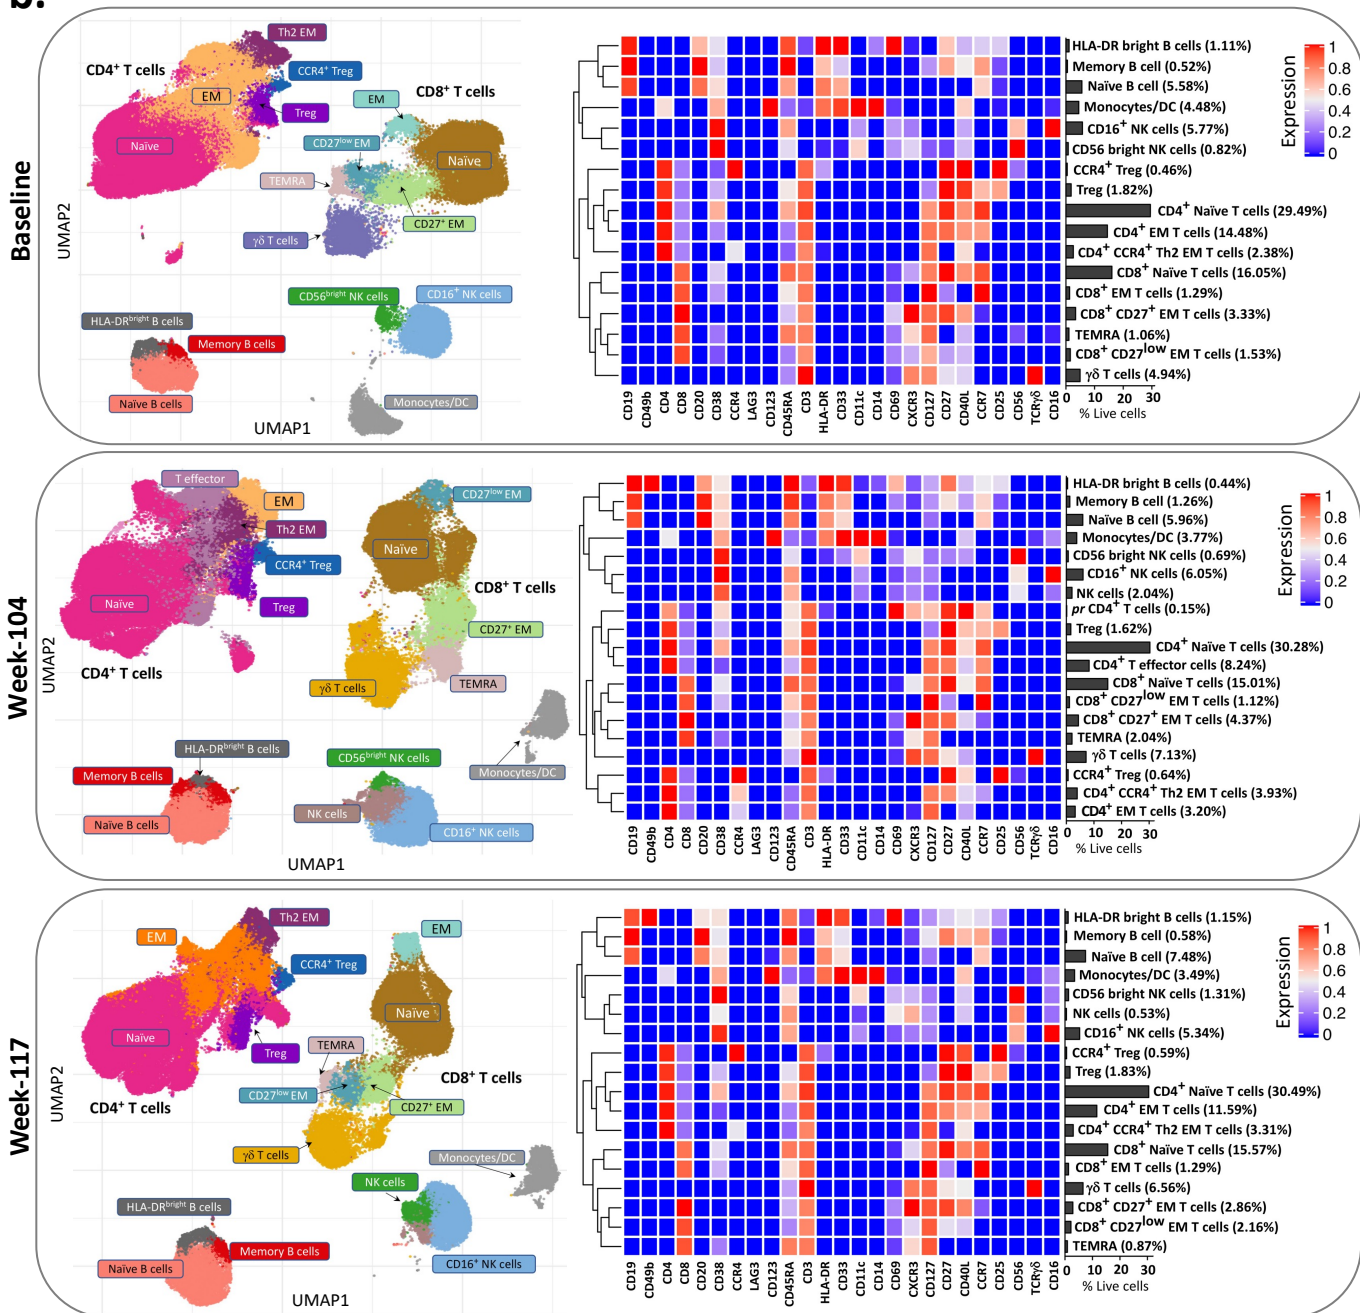 b.
Baseline
UMAP2
CD4⁺ T cells
Th2 EM
CCR4⁺ Treg
EM
Treg
Naïve
EM
CD8⁺ T cells
CD27ˡᵒʷ EM
Naïve
TEMRA
CD27⁺ EM
γδ T cells
CD56ᵇʳⁱᵍʰᵗ NK cells
CD16⁺ NK cells
HLA-DRᵇʳⁱᵍʰᵗ B cells
Memory B cells
Naïve B cells
Monocytes/DC
UMAP1
HLA-DR bright B cells (1.11%)
Memory B cell (0.52%)
Naïve B cell (5.58%)
Monocytes/DC (4.48%)
CD16⁺ NK cells (5.77%)
CD56 bright NK cells (0.82%)
CCR4⁺ Treg (0.46%)
Treg (1.82%)
CD4⁺ Naïve T cells (29.49%)
CD4⁺ EM T cells (14.48%)
CD4⁺ CCR4⁺ Th2 EM T cells (2.38%)
CD8⁺ Naïve T cells (16.05%)
CD8⁺ EM T cells (1.29%)
CD8⁺ CD27⁺ EM T cells (3.33%)
TEMRA (1.06%)
CD8⁺ CD27ˡᵒʷ EM T cells (1.53%)
γδ T cells (4.94%)
CD19 CD49b CD4 CD8 CD20 CD38 CCR4 LAG3 CD123 CD45RA CD3 HLA-DR CD33 CD11c CD14 CD69 CXCR3 CD127 CD27 CD40L CCR7 CD25 CD56 TCRγδ CD16
0 10 30
% Live cells
Expression
1
0.8
0.6
0.4
0.2
0
Week-104
UMAP2
T effector
EM
Th2 EM
CCR4⁺ Treg
Naïve
Treg
CD4⁺ T cells
CD27ˡᵒʷ EM
Naïve
CD8⁺ T cells
CD27⁺ EM
TEMRA
γδ T cells
Monocytes/DC
HLA-DRᵇʳⁱᵍʰᵗ B cells
Memory B cells
Naïve B cells
CD56ᵇʳⁱᵍʰᵗ NK cells
NK cells
CD16⁺ NK cells
UMAP1
HLA-DR bright B cells (0.44%)
Memory B cell (1.26%)
Naïve B cell (5.96%)
Monocytes/DC (3.77%)
CD56 bright NK cells (0.69%)
CD16⁺ NK cells (6.05%)
NK cells (2.04%)
pr CD4⁺ T cells (0.15%)
Treg (1.62%)
CD4⁺ Naïve T cells (30.28%)
CD4⁺ T effector cells (8.24%)
CD8⁺ Naïve T cells (15.01%)
CD8⁺ CD27ˡᵒʷ EM T cells (1.12%)
CD8⁺ CD27⁺ EM T cells (4.37%)
TEMRA (2.04%)
γδ T cells (7.13%)
CCR4⁺ Treg (0.64%)
CD4⁺ CCR4⁺ Th2 EM T cells (3.93%)
CD4⁺ EM T cells (3.20%)
CD19 CD49b CD4 CD8 CD20 CD38 CCR4 LAG3 CD123 CD45RA CD3 HLA-DR CD33 CD11c CD14 CD69 CXCR3 CD127 CD27 CD40L CCR7 CD25 CD56 TCRγδ CD16
0 10 30
% Live cells
Expression
1
0.8
0.6
0.4
0.2
0
Week-117
UMAP2
Th2 EM
EM
CCR4⁺ Treg
Naïve
Treg
CD4⁺ T cells
EM
Naïve
TEMRA
CD8⁺ T cells
CD27ˡᵒʷ EM
CD27⁺ EM
γδ T cells
Monocytes/DC
NK cells
CD16⁺ NK cells
HLA-DRᵇʳⁱᵍʰᵗ B cells
Memory B cells
Naïve B cells
UMAP1
HLA-DR bright B cells (1.15%)
Memory B cell (0.58%)
Naïve B cell (7.48%)
Monocytes/DC (3.49%)
CD56 bright NK cells (1.31%)
NK cells (0.53%)
CD16⁺ NK cells (5.34%)
CCR4⁺ Treg (0.59%)
Treg (1.83%)
CD4⁺ Naïve T cells (30.49%)
CD4⁺ EM T cells (11.59%)
CD4⁺ CCR4⁺ Th2 EM T cells (3.31%)
CD8⁺ Naïve T cells (15.57%)
CD8⁺ EM T cells (1.29%)
γδ T cells (6.56%)
CD8⁺ CD27⁺ EM T cells (2.86%)
CD8⁺ CD27ˡᵒʷ EM T cells (2.16%)
TEMRA (0.87%)
CD19 CD49b CD4 CD8 CD20 CD38 CCR4 LAG3 CD123 CD45RA CD3 HLA-DR CD33 CD11c CD14 CD69 CXCR3 CD127 CD27 CD40L CCR7 CD25 CD56 TCRγδ CD16
0 10 30
% Live cells
Expression
1
0.8
0.6
0.4
0.2
0